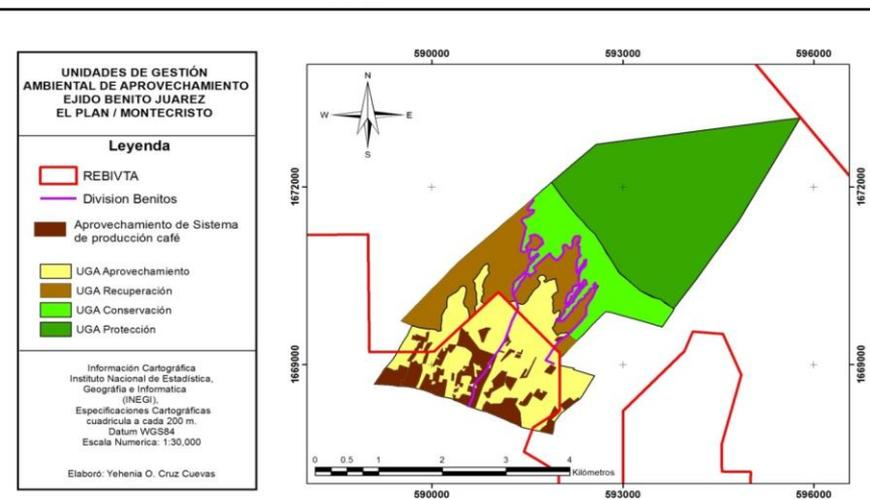 UNIDADES DE GESTIÓN
AMBIENTAL DE APROVECHAMIENTO
EJIDO BENITO JUAREZ
EL PLAN / MONTECRISTO
Leyenda
REBIVTA
Division Benitos
Aprovechamiento de Sistema
de producción café
UGA Aprovechamiento
UGA Recuperación
UGA Conservación
UGA Protección
Información Cartográfica
Instituto Nacional de Estadística,
Geográfia e Informatica
(INEGI),
Especificaciones Cartográficas
cuadricula a cada 200 m.
Datum WGS84
Escala Numerica: 1:30,000
Elaboró: Yehenia O. Cruz Cuevas
590000 593000 596000
N
W E
S
1672000 1672000
1669000 1669000
0 0.5 1 2 3 4
Kilómetros
590000 593000 596000